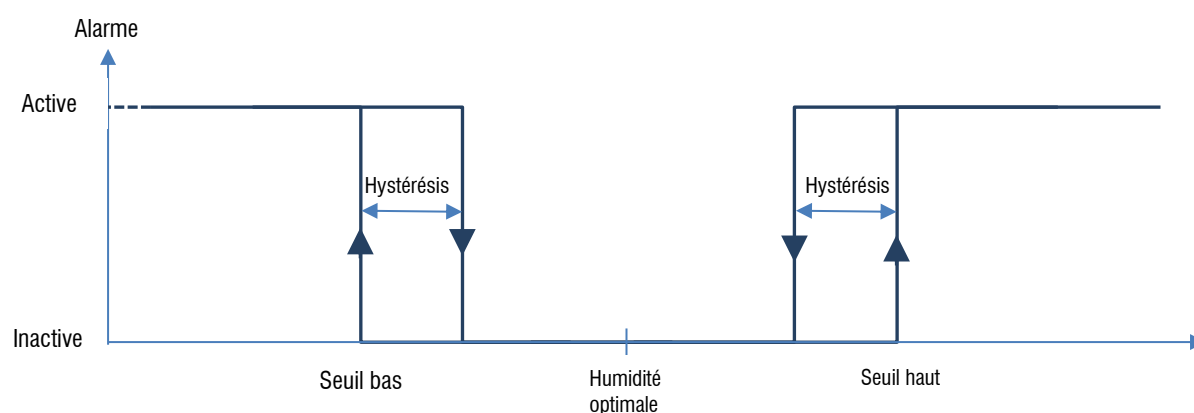 Alarme
Active
Hystérésis
Hystérésis
Inactive
Seuil bas
Humidité
optimale
Seuil haut